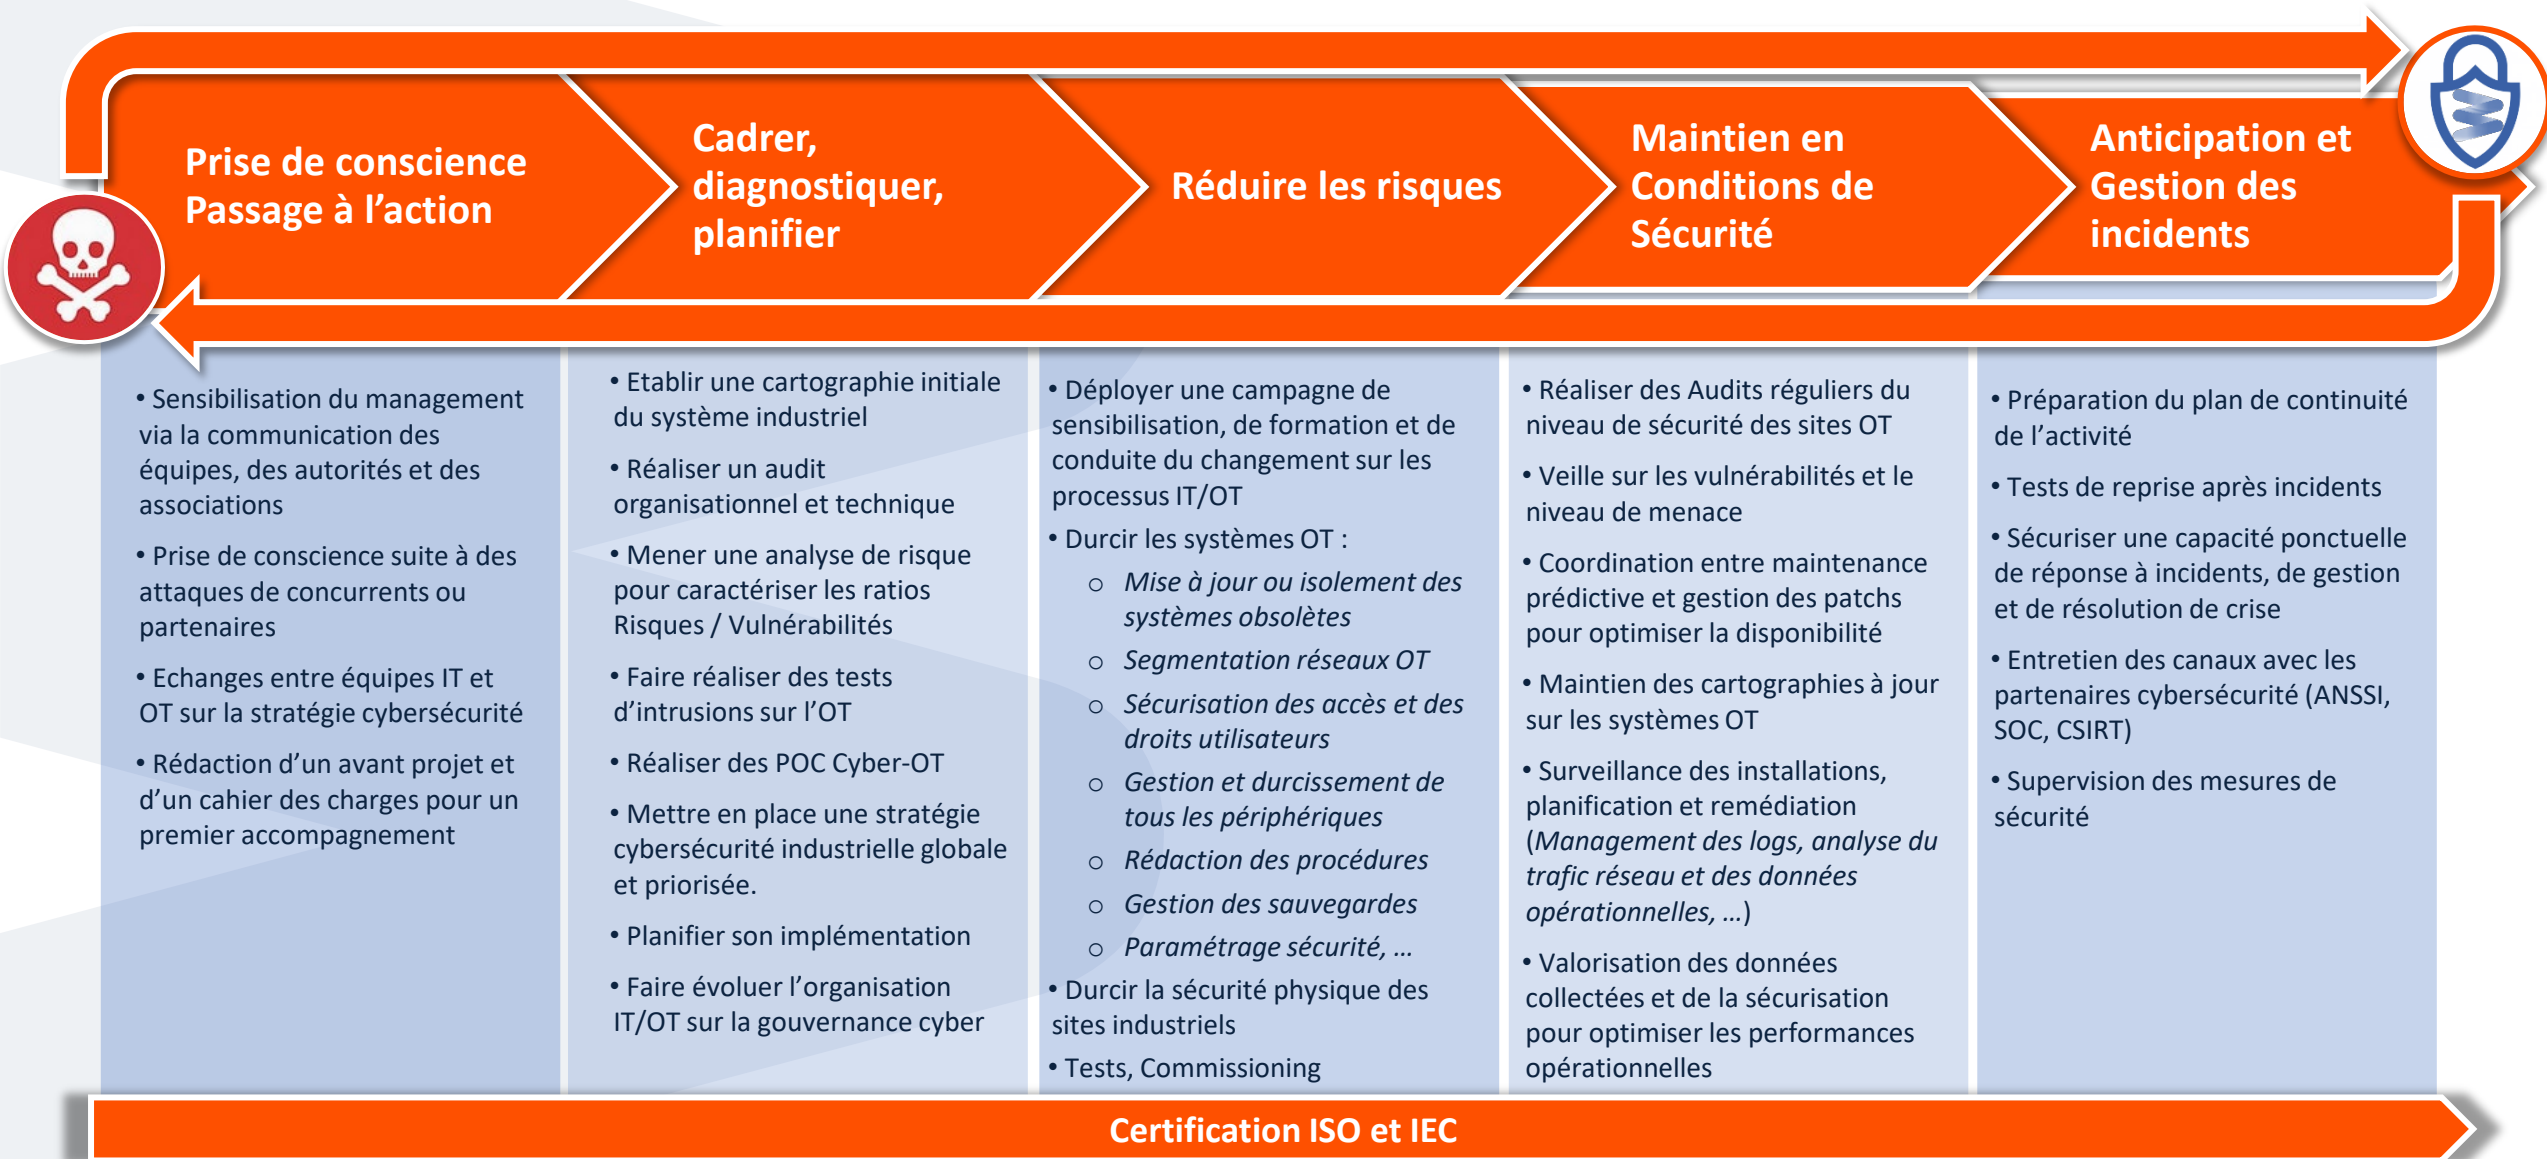 Prise de conscience
Passage à l’action
Cadrer,
diagnostiquer,
planifier
Réduire les risques
Maintien en
Conditions de
Sécurité
Anticipation et
Gestion des
incidents
• Sensibilisation du management
via la communication des
équipes, des autorités et des
associations
• Prise de conscience suite à des
attaques de concurrents ou
partenaires
• Echanges entre équipes IT et
OT sur la stratégie cybersécurité
• Rédaction d’un avant projet et
d’un cahier des charges pour un
premier accompagnement
• Etablir une cartographie initiale
du système industriel
• Réaliser un audit
organisationnel et technique
• Mener une analyse de risque
pour caractériser les ratios
Risques / Vulnérabilités
• Faire réaliser des tests
d’intrusions sur l’OT
• Réaliser des POC Cyber-OT
• Mettre en place une stratégie
cybersécurité industrielle globale
et priorisée.
• Planifier son implémentation
• Faire évoluer l’organisation
IT/OT sur la gouvernance cyber
• Déployer une campagne de
sensibilisation, de formation et de
conduite du changement sur les
processus IT/OT
• Durcir les systèmes OT :
o Mise à jour ou isolement des
systèmes obsolètes
o Segmentation réseaux OT
o Sécurisation des accès et des
droits utilisateurs
o Gestion et durcissement de
tous les périphériques
o Rédaction des procédures
o Gestion des sauvegardes
o Paramétrage sécurité, …
• Durcir la sécurité physique des
sites industriels
• Tests, Commissioning
• Réaliser des Audits réguliers du
niveau de sécurité des sites OT
• Veille sur les vulnérabilités et le
niveau de menace
• Coordination entre maintenance
prédictive et gestion des patchs
pour optimiser la disponibilité
• Maintien des cartographies à jour
sur les systèmes OT
• Surveillance des installations,
planification et remédiation
(Management des logs, analyse du
trafic réseau et des données
opérationnelles, …)
• Valorisation des données
collectées et de la sécurisation
pour optimiser les performances
opérationnelles
• Préparation du plan de continuité
de l’activité
• Tests de reprise après incidents
• Sécuriser une capacité ponctuelle
de réponse à incidents, de gestion
et de résolution de crise
• Entretien des canaux avec les
partenaires cybersécurité (ANSSI,
SOC, CSIRT)
• Supervision des mesures de
sécurité
Certification ISO et IEC